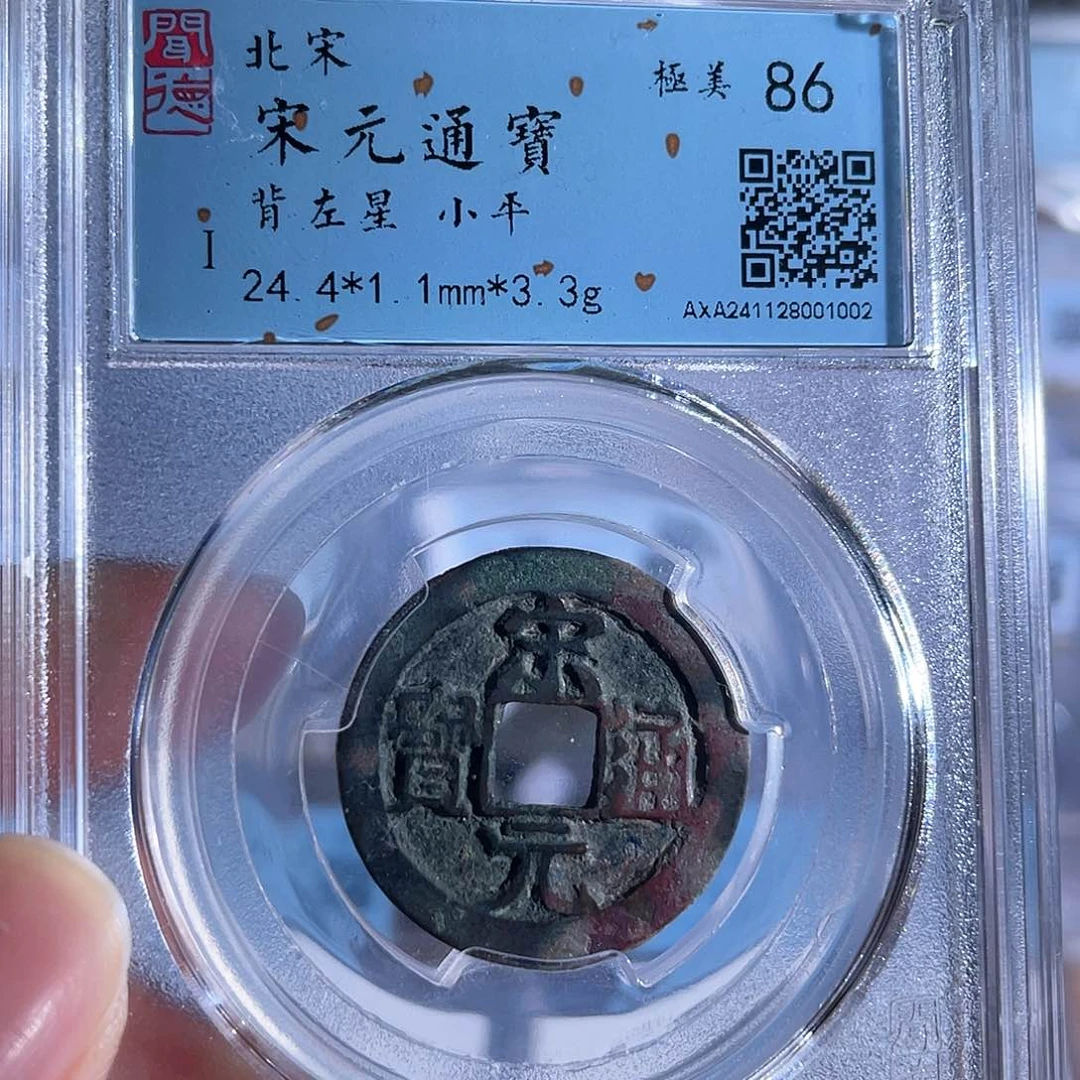 聞德
北宋
極美 86
宋元通寶
背左星 小平
I
24.4*1.1mm*3.3g
AXA241128001002
宋元通寶